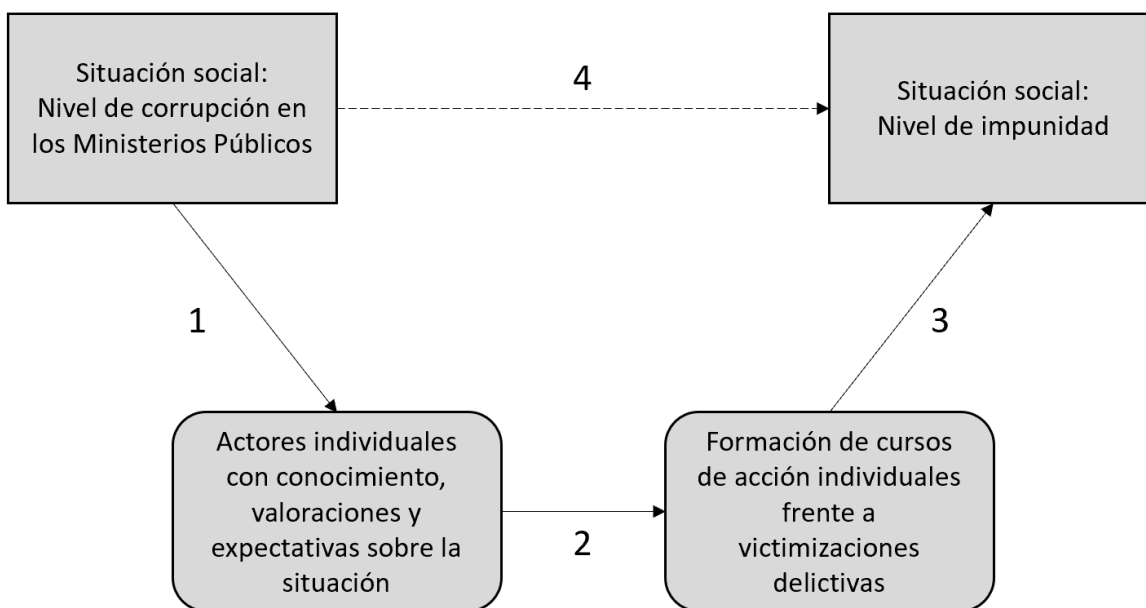 Situación social:
Nivel de corrupción en
los Ministerios Públicos
4
Situación social:
Nivel de impunidad
1
3
Actores individuales
con conocimiento,
valoraciones y
expectativas sobre la
situación
2
Formación de cursos
de acción individuales
frente a
victimizaciones
delictivas